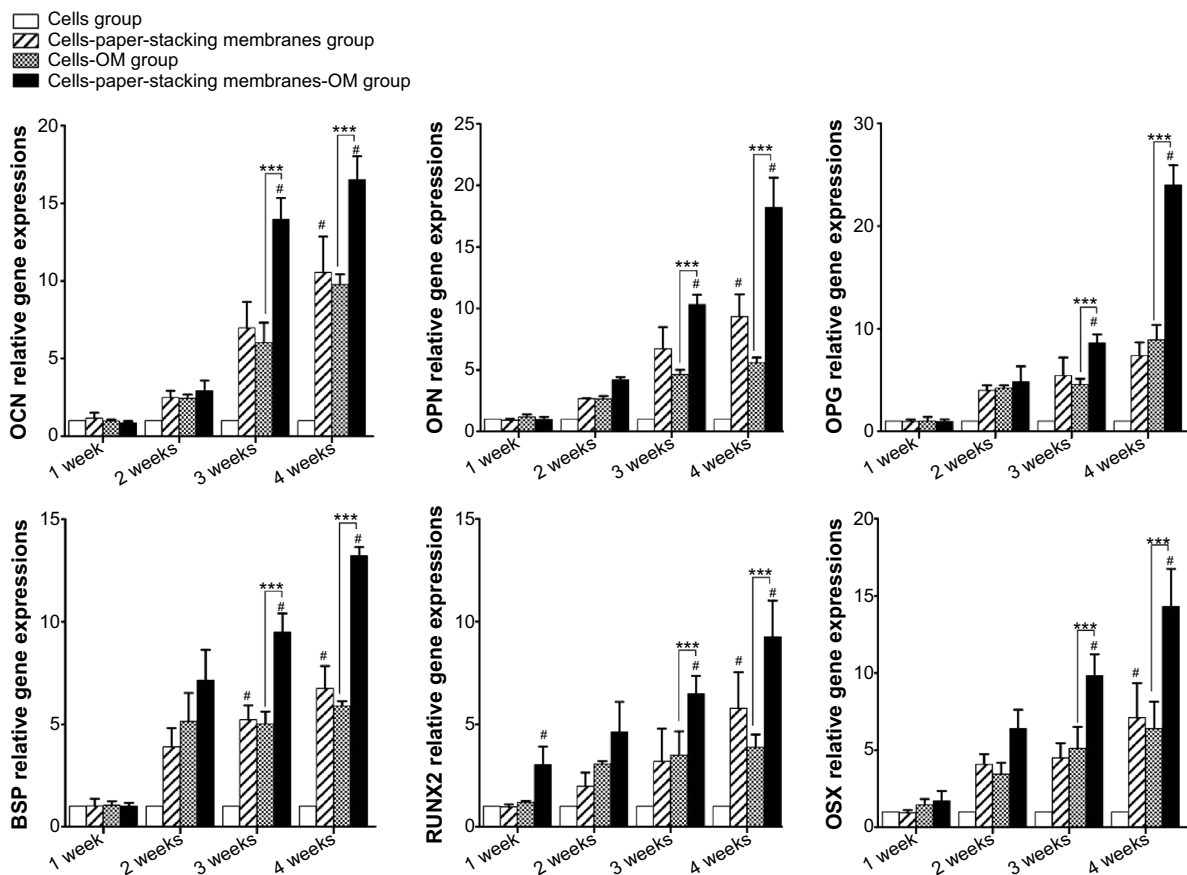 Cells group
Cells-paper-stacking membranes group
Cells-OM group
Cells-paper-stacking membranes-OM group
OCN relative gene expressions
20
15
10
5
0
***
#
#
***
#
1 week
2 weeks
3 weeks
4 weeks
OPN relative gene expressions
25
20
15
10
5
0
***
#
#
***
#
1 week
2 weeks
3 weeks
4 weeks
OPG relative gene expressions
30
20
10
0
***
#
***
#
1 week
2 weeks
3 weeks
4 weeks
BSP relative gene expressions
15
10
5
0
#
***
#
#
***
#
1 week
2 weeks
3 weeks
4 weeks
RUNX2 relative gene expressions
15
10
5
0
#
***
#
#
***
#
1 week
2 weeks
3 weeks
4 weeks
OSX relative gene expressions
20
15
10
5
0
***
#
#
***
#
1 week
2 weeks
3 weeks
4 weeks